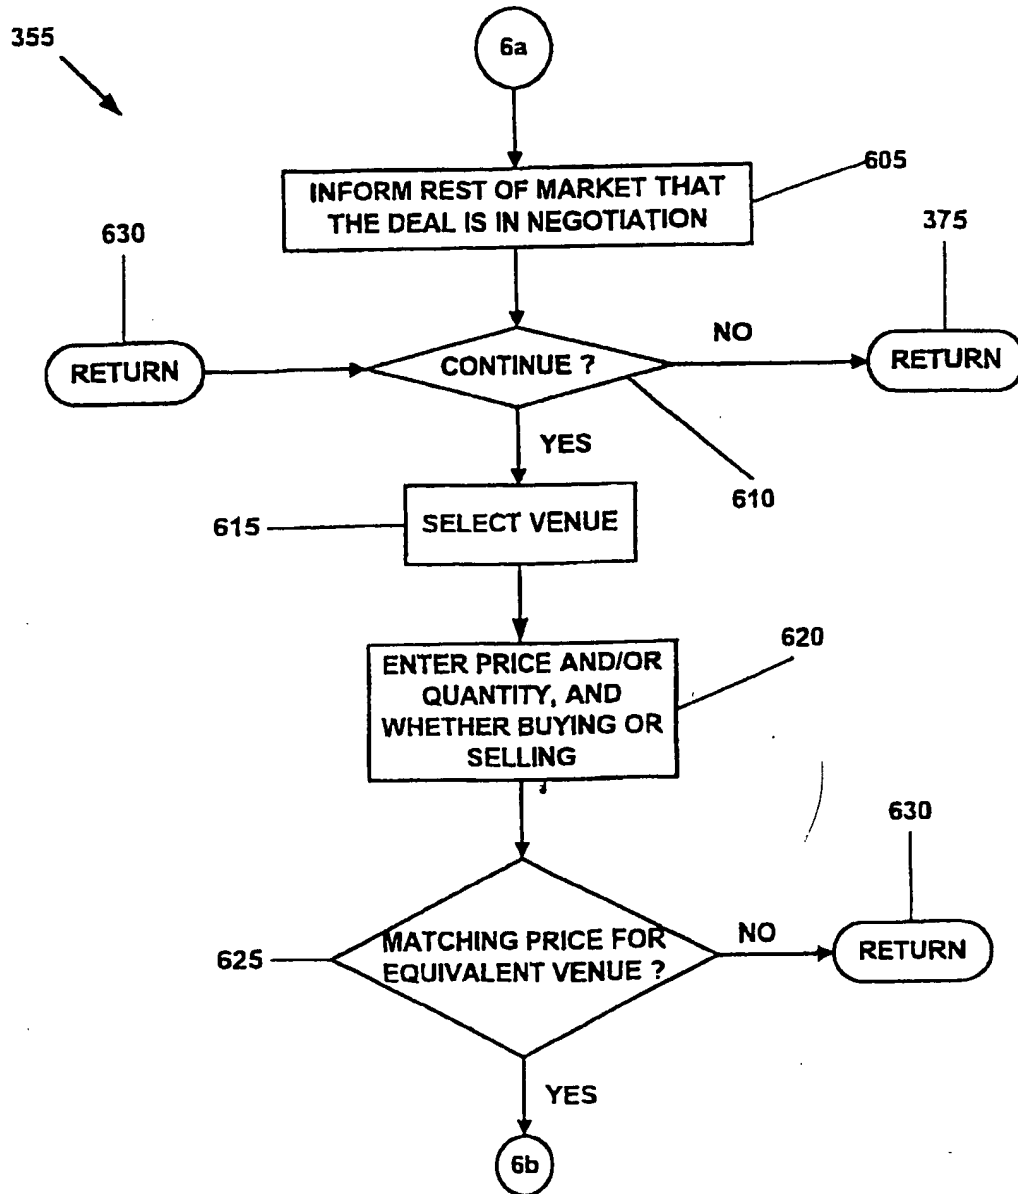 355
6a
605
INFORM REST OF MARKET THAT
THE DEAL IS IN NEGOTIATION
630
375
NO
RETURN
CONTINUE ?
RETURN
YES
610
615
SELECT VENUE
620
ENTER PRICE AND/OR
QUANTITY, AND
WHETHER BUYING OR
SELLING
630
625
MATCHING PRICE FOR
EQUIVALENT VENUE ?
NO
RETURN
YES
6b